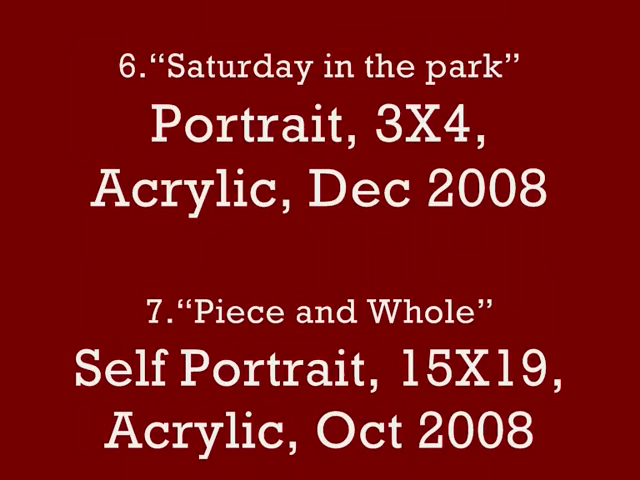 6.“Saturday in the park”
Portrait, 3X4,
Acrylic, Dec 2008
7.“Piece and Whole”
Self Portrait, 15X19,
Acrylic, Oct 2008